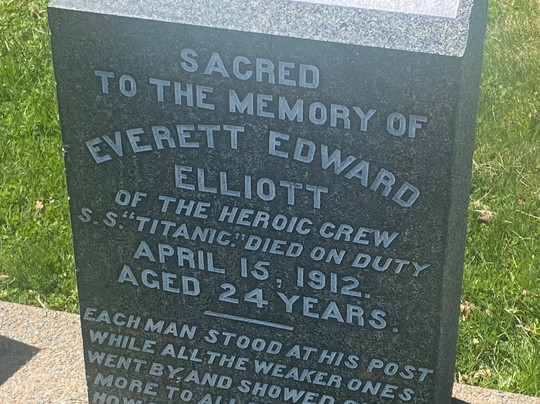 SACRED
TO THE MEMORY OF
EVERETT EDWARD
ELLIOTT
OF THE HEROIC CREW
S.S. "TITANIC." DIED ON DUTY
APRIL 15, 1912.
AGED 24 YEARS.
EACH MAN STOOD AT HIS POST
WHILE ALL THE WEAKER ONES
WENT BY, AND SHOWED
MORE TO ALL
HOW